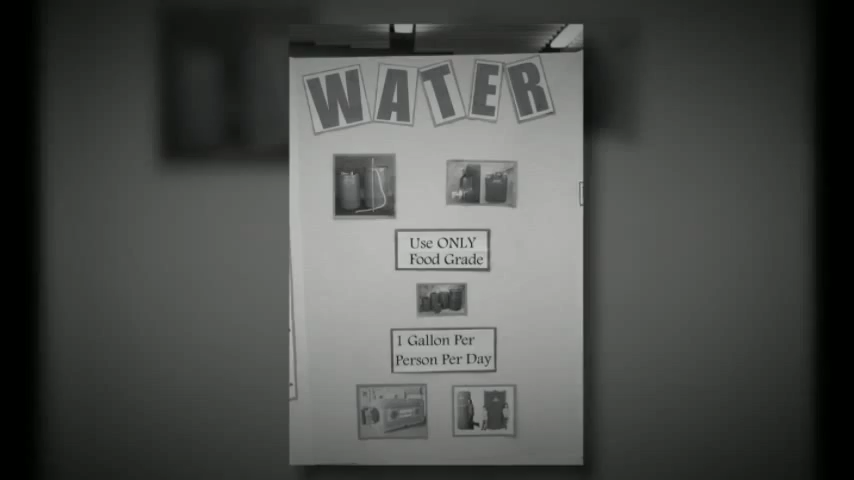 WATER
Use ONLY
Food Grade
1 Gallon Per
Person Per Day